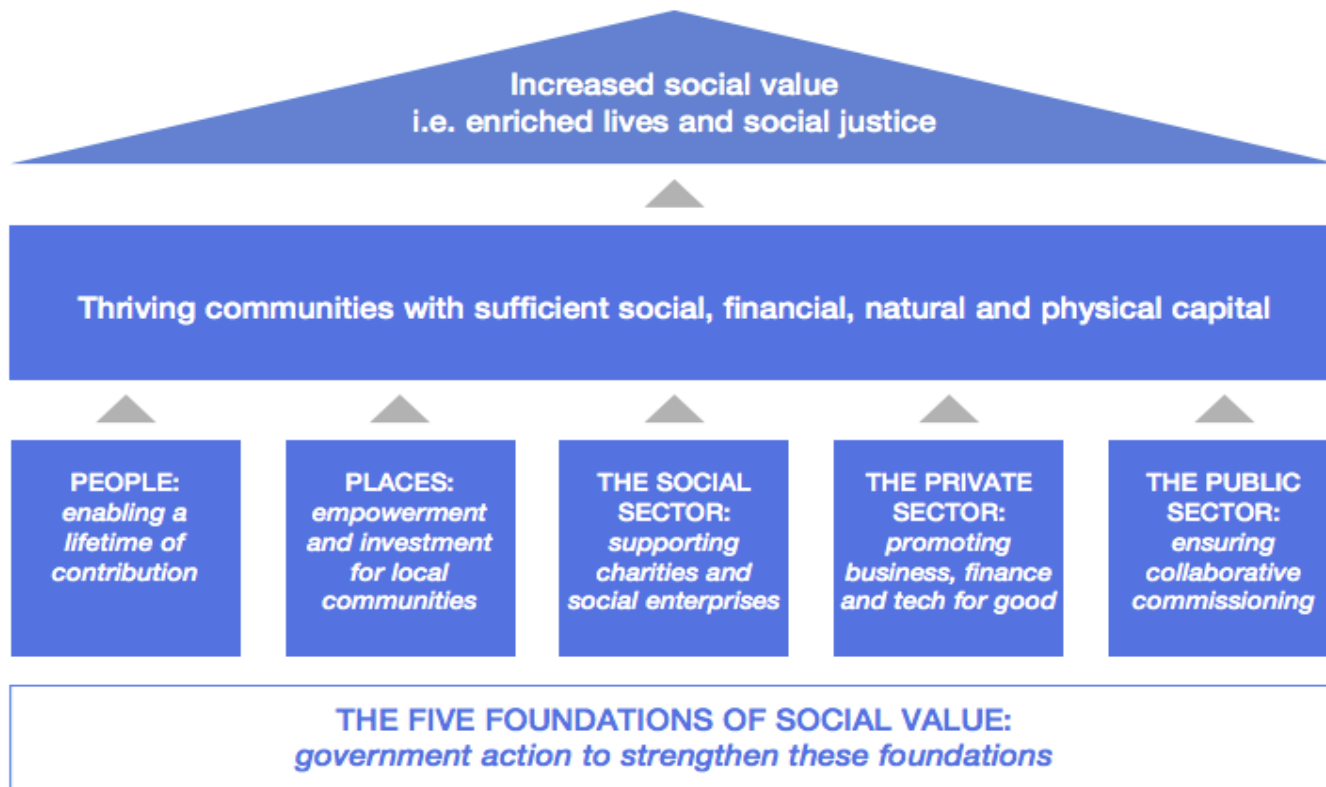 Increased social value
i.e. enriched lives and social justice
Thriving communities with sufficient social, financial, natural and physical capital
PEOPLE:
enabling a
lifetime of
contribution
PLACES:
empowerment
and investment
for local
communities
THE SOCIAL
SECTOR:
supporting
charities and
social enterprises
THE PRIVATE
SECTOR:
promoting
business, finance
and tech for good
THE PUBLIC
SECTOR:
ensuring
collaborative
commissioning
THE FIVE FOUNDATIONS OF SOCIAL VALUE:
government action to strengthen these foundations